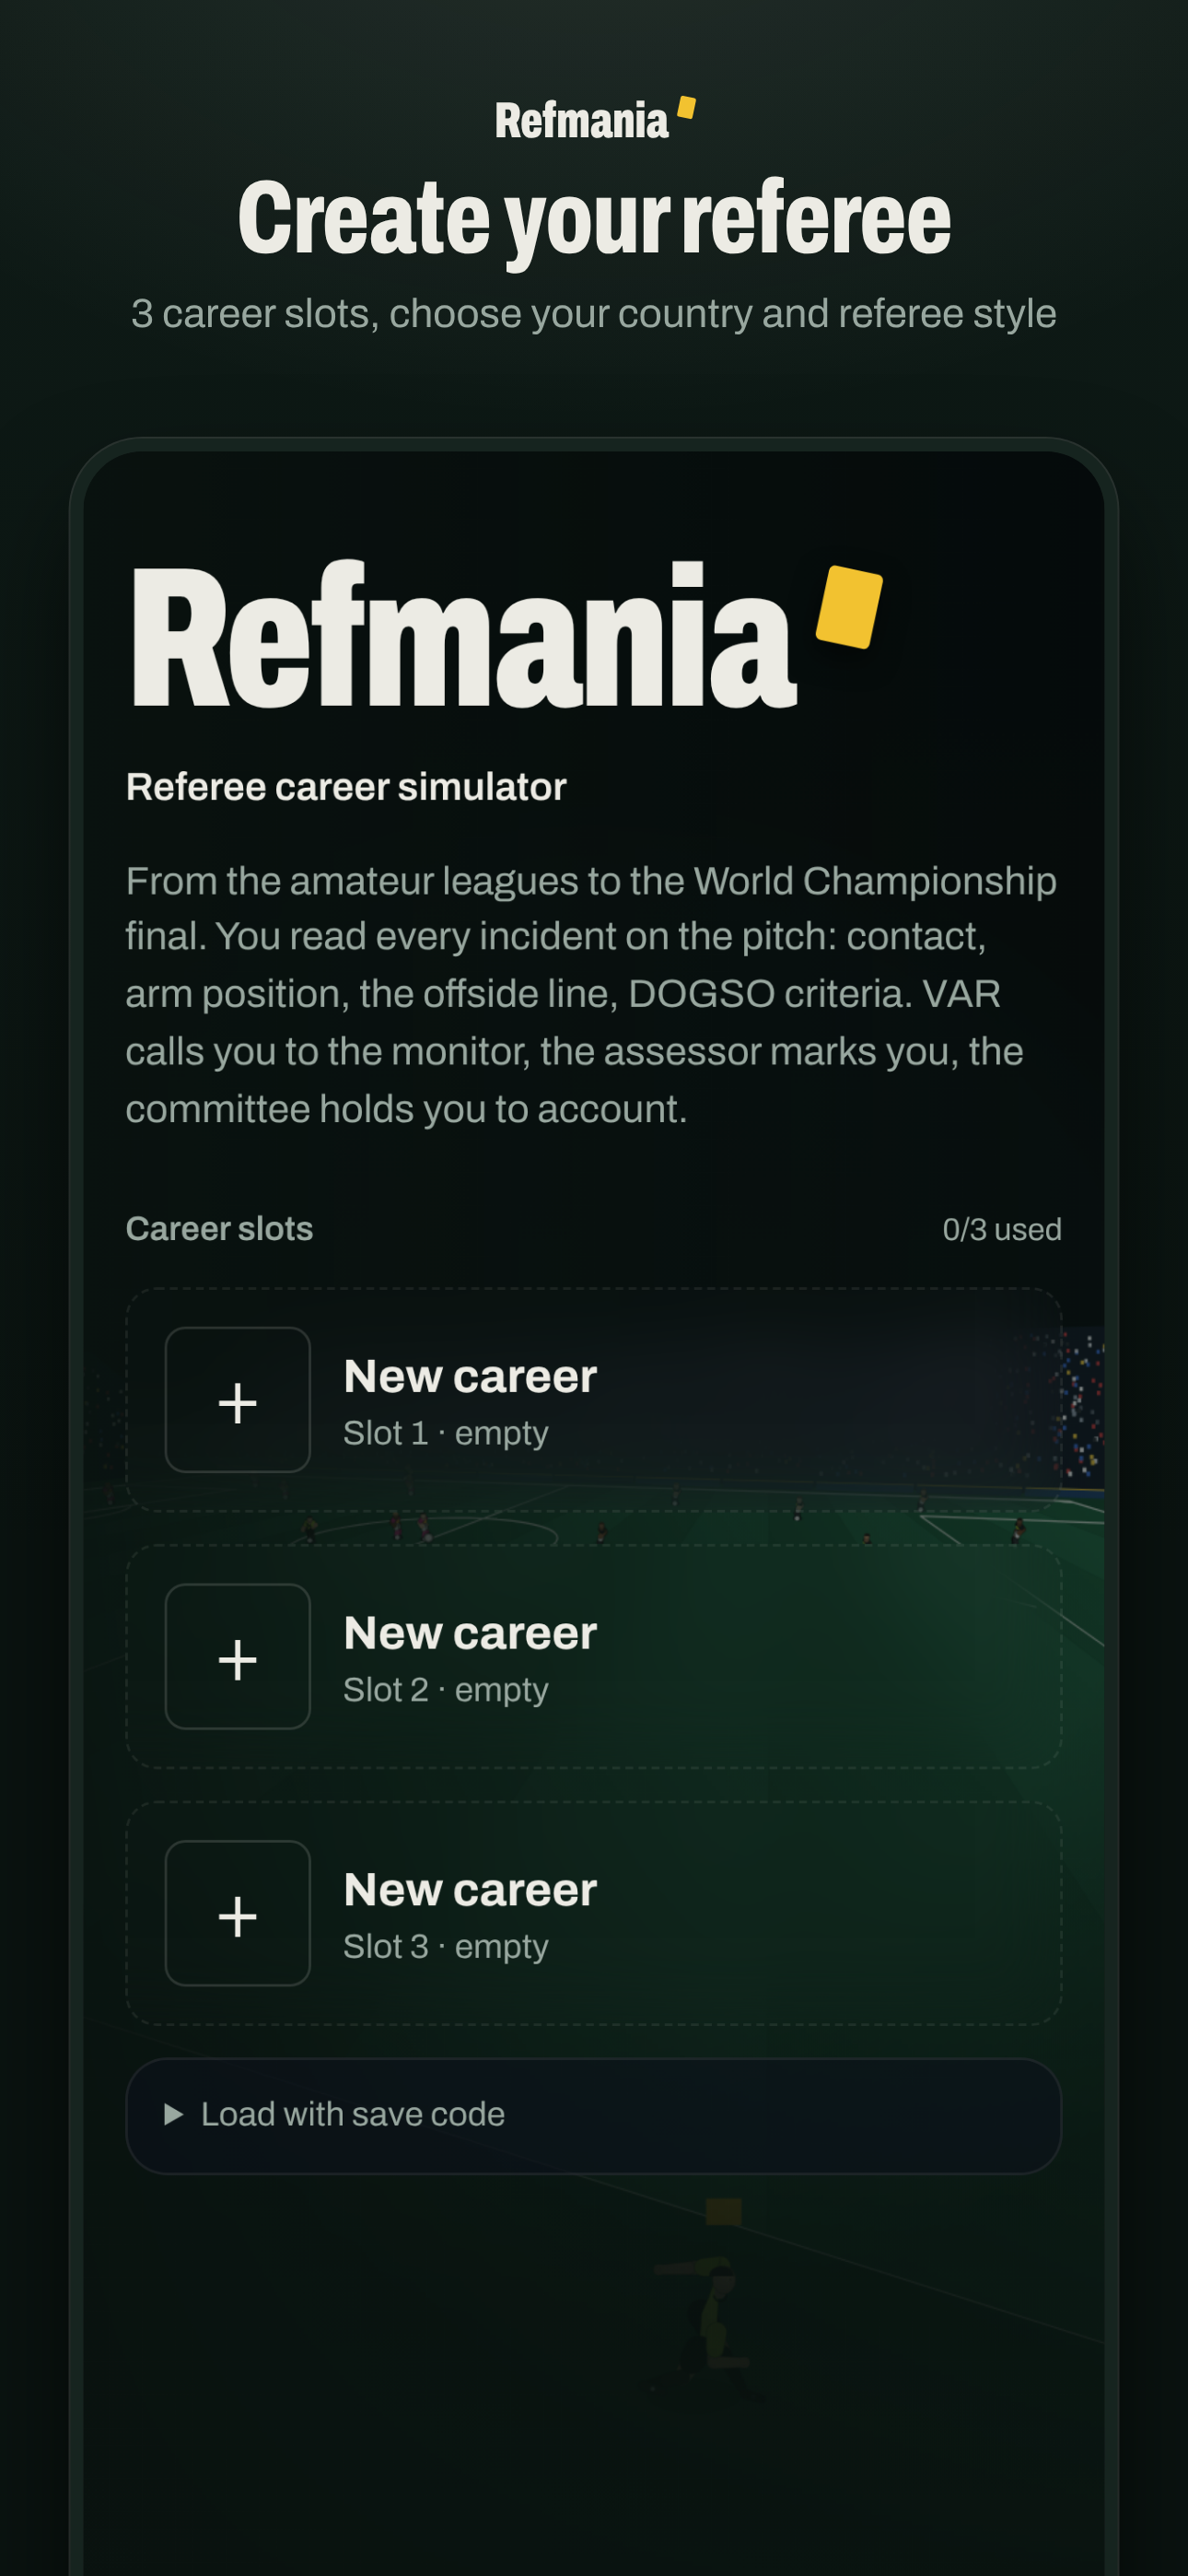 Refmania
Create your referee
3 career slots, choose your country and referee style
Refmania
Referee career simulator
From the amateur leagues to the World Championship
final. You read every incident on the pitch: contact,
arm position, the offside line, DOGSO criteria. VAR
calls you to the monitor, the assessor marks you, the
committee holds you to account.
Career slots
0/3 used
+
New career
Slot 1 · empty
+
New career
Slot 2 · empty
+
New career
Slot 3 · empty
▶ Load with save code